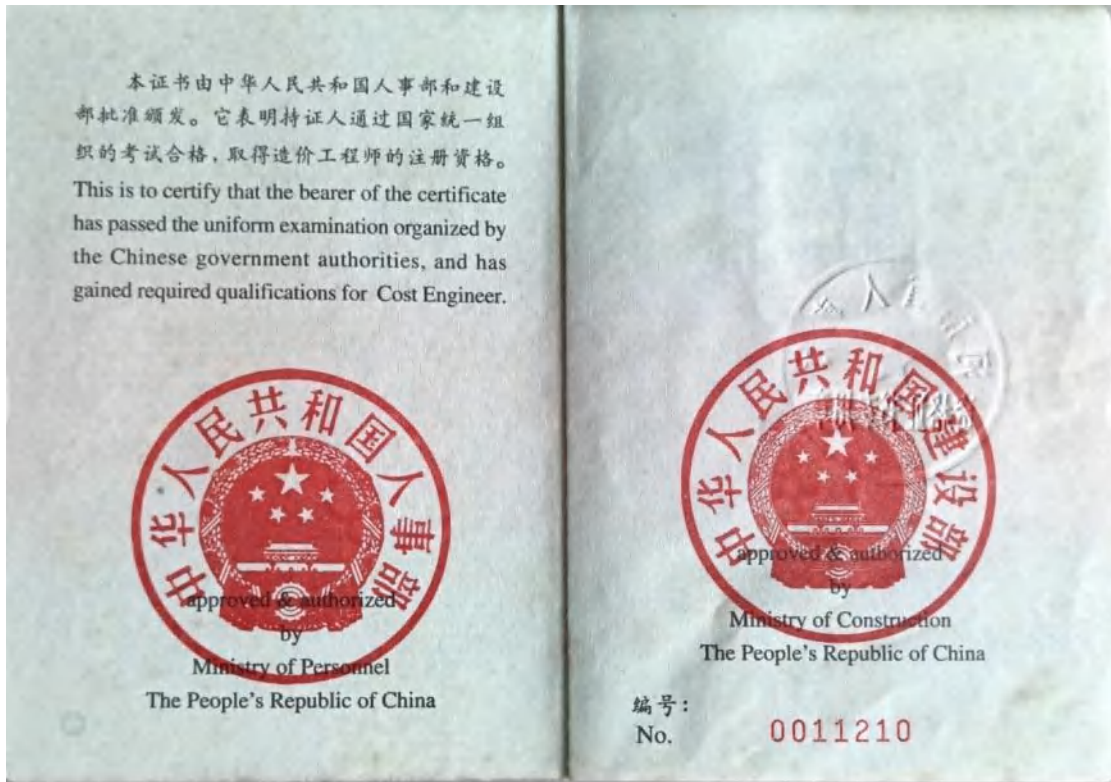 本证书由中华人民共和国人事部和建设
部批准颁发。它表明持证人通过国家统一组
织的考试合格，取得造价工程师的注册资格。
This is to certify that the bearer of the certificate
has passed the uniform examination organized by
the Chinese government authorities, and has
gained required qualifications for Cost Engineer.
中华人民共和国人事部
approved & authorized
by
Ministry of Personnel
The People's Republic of China
中华人民共和国建设部
approved & authorized
by
Ministry of Construction
The People's Republic of China
编号：
No. 0011210